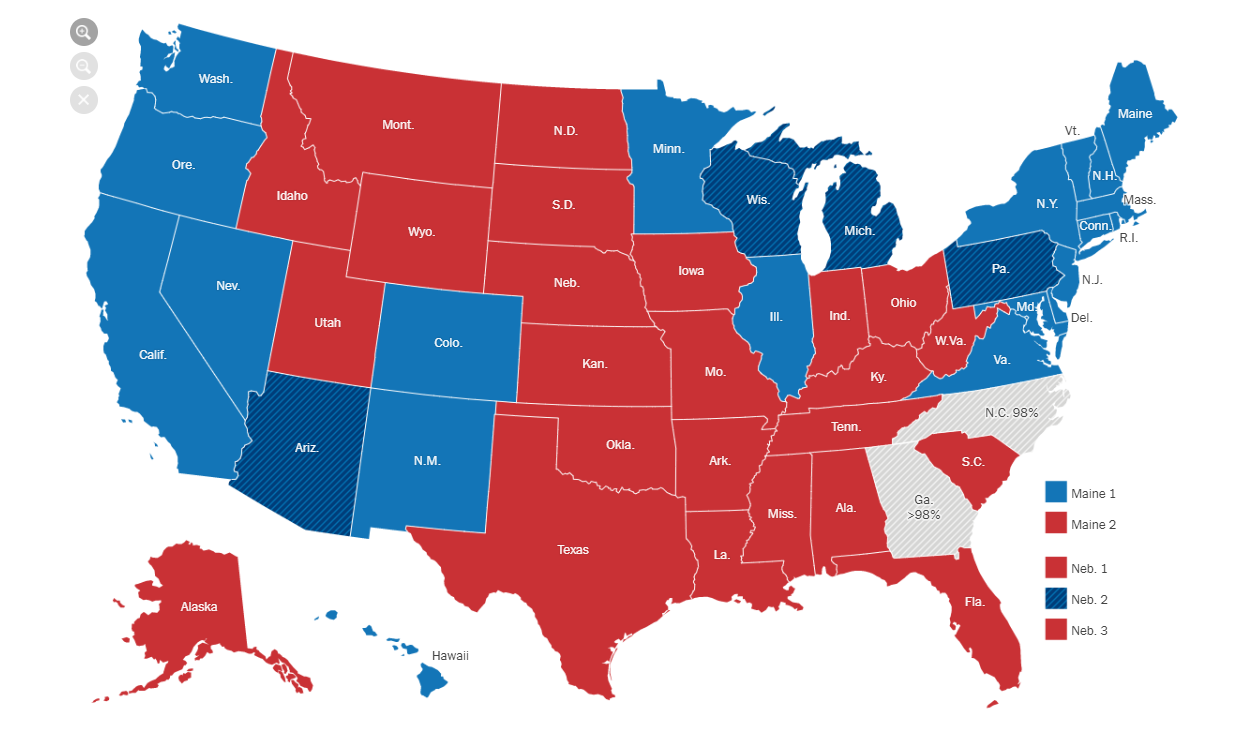 Wash.
Mont.
N.D.
Minn.
Maine
Vt.
Ore.
Idaho
S.D.
Wis.
N.H.
Mass.
N.Y.
Wyo.
Mich.
Conn.
R.I.
Nev.
Neb.
Iowa
Pa.
N.J.
Utah
Colo.
Ill.
Ind.
Ohio
Md.
Del.
Calif.
Kan.
Mo.
W.Va.
Va.
Ky.
N.C. 98%
Ariz.
N.M.
Okla.
Ark.
Tenn.
S.C.
Ga.
>98%
Miss.
Ala.
Texas
La.
Fla.
Alaska
Hawaii
Maine 1
Maine 2
Neb. 1
Neb. 2
Neb. 3